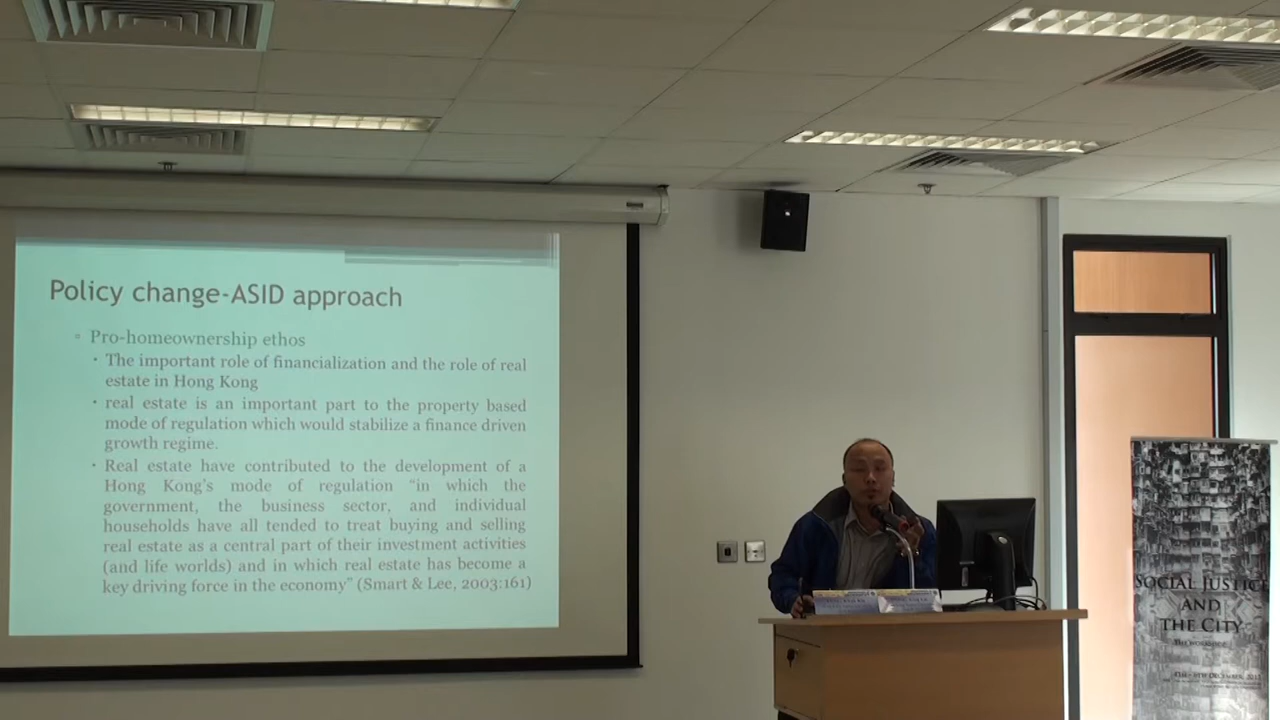 Policy change-ASID approach
Pro-homeownership ethos
The important role of financialization and the role of real
estate in Hong Kong
real estate is an important part to the property based
mode of regulation which would stabilize a finance driven
growth regime.
Real estate have contributed to the development of a
Hong Kong's mode of regulation “in which the
government, the business sector, and individual
households have all tended to treat buying and selling
real estate as a central part of their investment activities
(and life worlds) and in which real estate has become a
key driving force in the economy” (Smart & Lee, 2003:161)
SOCIAL JUSTICE
AND
THE CITY